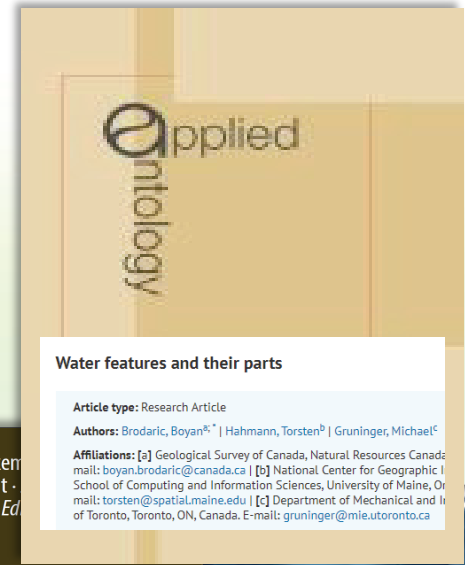 applied
ontology
Water features and their parts
Article type: Research Article
Authors: Brodaric, Boyan a; * | Hahmann, Torsten b | Gruninger, Michael c
Affiliations: [a] Geological Survey of Canada, Natural Resources Canada
mail: boyan.brodaric@canada.ca | [b] National Center for Geographic
School of Computing and Information Sciences, University of Maine,
mail: torsten@spatial.maine.edu | [c] Department of Mechanical and
of Toronto, Toronto, ON, Canada. E-mail: gruninger@mie.utoronto.ca